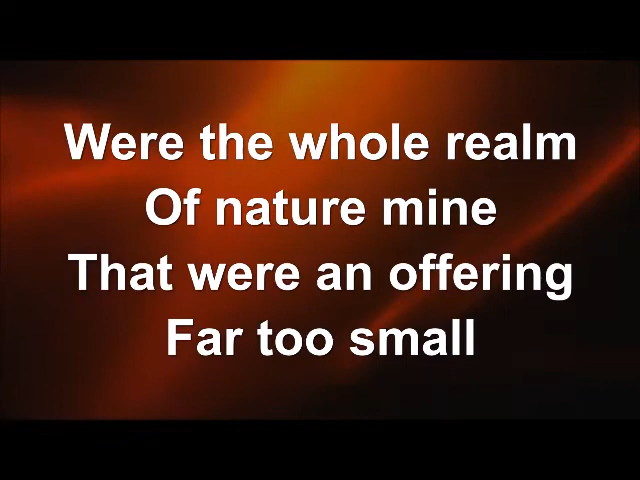 Were the whole realm
Of nature mine
That were an offering
Far too small